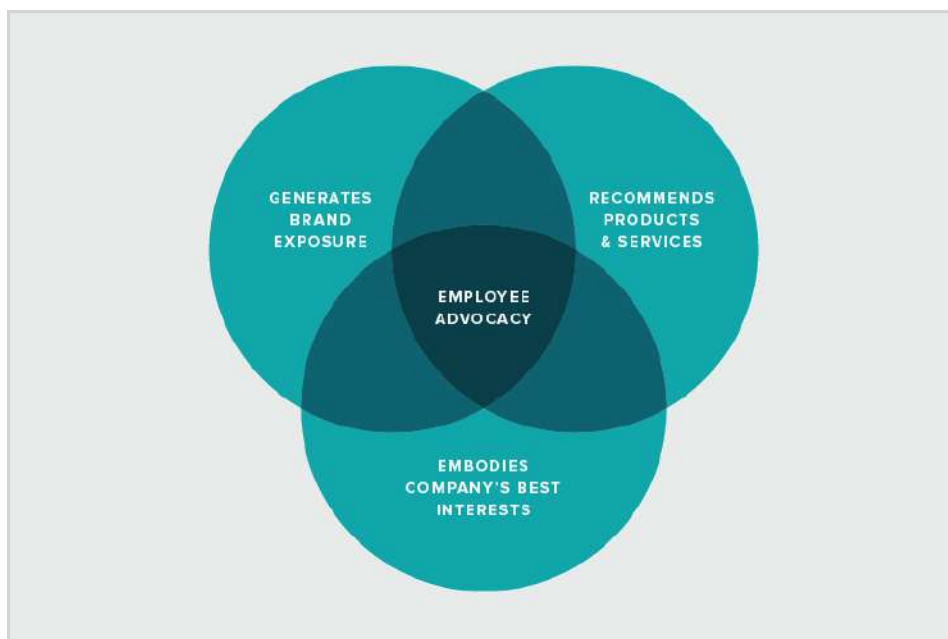 GENERATES
BRAND
EXPOSURE
RECOMMENDS
PRODUCTS
& SERVICES
EMPLOYEE
ADVOCACY
EMBODIES
COMPANY'S BEST
INTERESTS